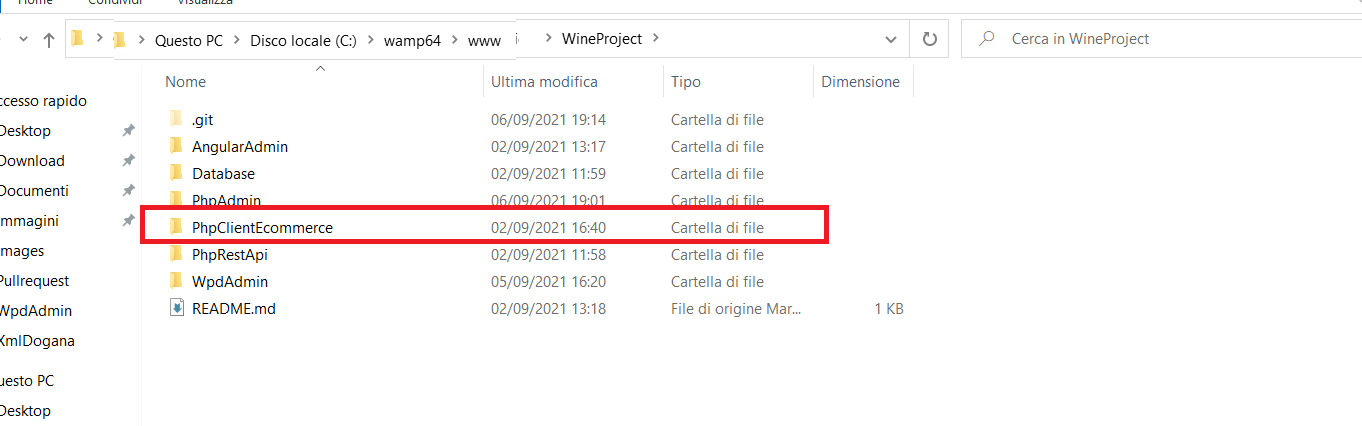 Home Condividi Visualizza
Questo PC > Disco locale (C:) > wamp64 > www > WineProject >
Cerca in WineProject
Nome Ultima modifica Tipo Dimensione
ccesso rapido
Desktop
Download
Documenti
mmagini
mages
Pullrequest
WpdAdmin
XmlDogana
uesto PC
Desktop
.git 06/09/2021 19:14 Cartella di file
AngularAdmin 02/09/2021 13:17 Cartella di file
Database 02/09/2021 11:59 Cartella di file
PhpAdmin 06/09/2021 19:01 Cartella di file
PhpClientEcommerce 02/09/2021 16:40 Cartella di file
PhpRestApi 02/09/2021 11:58 Cartella di file
WpdAdmin 05/09/2021 16:20 Cartella di file
README.md 02/09/2021 13:18 File di origine Mar... 1 KB